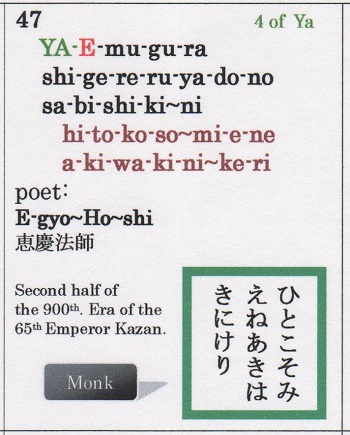 47
4 of Ya
YA-E-mu-gu-ra
shi-ge-re-ru-ya-do-no
sa-bi-shi-ki~ni
hi-to-ko-so~mi-e-ne
a-ki-wa-ki-ni~ke-ri
poet:
E-gyo~Ho~shi
恵慶法師
Second half of
the 900th. Era of the
65th Emperor Kazan.
Monk
ひとこそみ
えねあきは
きにけり